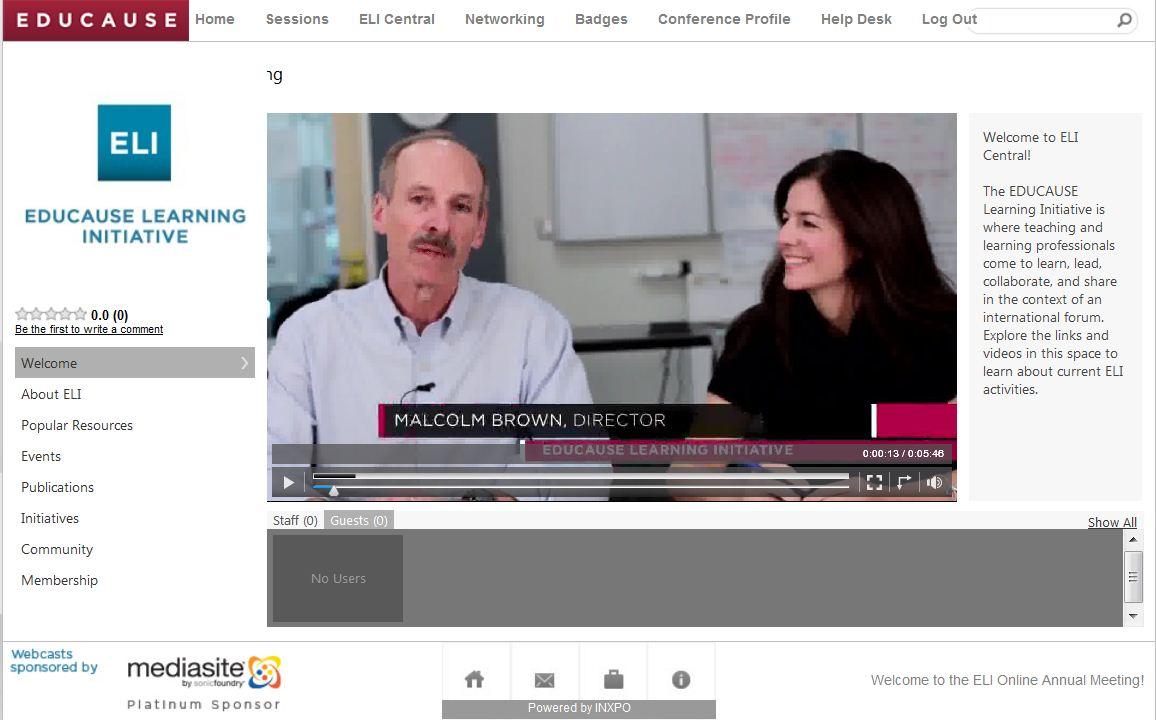 EDUCAUSE
Home Sessions ELI Central Networking Badges Conference Profile Help Desk Log Out
ng
ELI
EDUCAUSE LEARNING
INITIATIVE
0.0 (0)
Be the first to write a comment
Welcome
About ELI
Popular Resources
Events
Publications
Initiatives
Community
Membership
MALCOLM BROWN, DIRECTOR
EDUCAUSE LEARNING INITIATIVE
0:00:13 / 0:05:46
Welcome to ELI
Central!
The EDUCAUSE
Learning Initiative is
where teaching and
learning professionals
come to learn, lead,
collaborate, and share
in the context of an
international forum.
Explore the links and
videos in this space to
learn about current ELI
activities.
Staff (0) Guests (0) Show All
No Users
Webcasts
sponsored by
mediasite
by sonicfoundry
Platinum Sponsor
Powered by INXPO
Welcome to the ELI Online Annual Meeting!